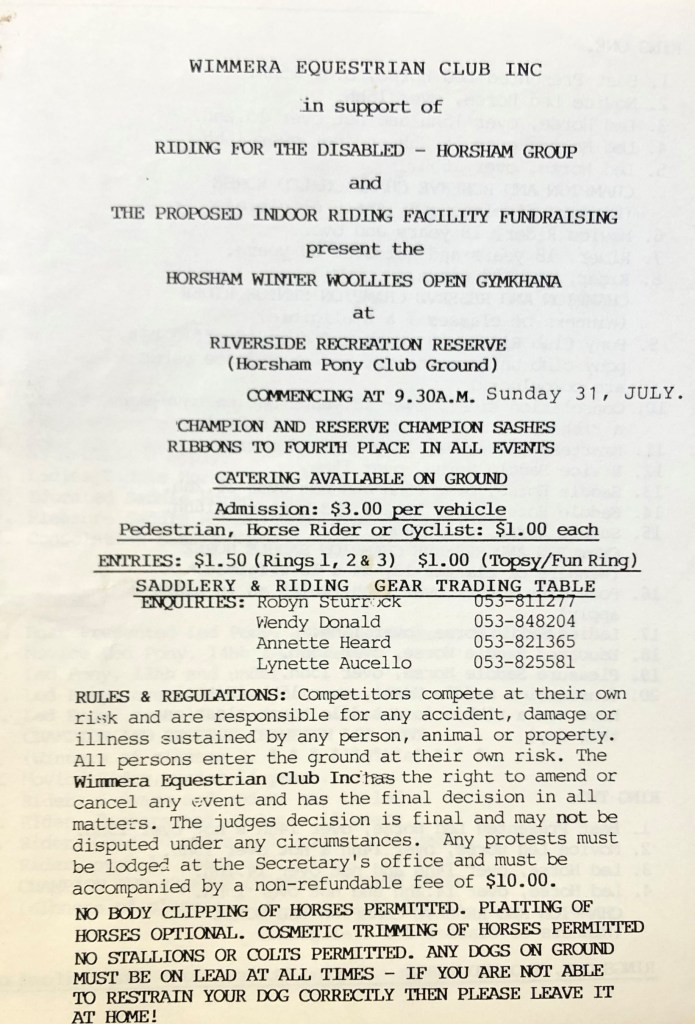 WIMMERA EQUESTRIAN CLUB INC
in support of
RIDING FOR THE DISABLED - HORSHAM GROUP
and
THE PROPOSED INDOOR RIDING FACILITY FUNDRAISING
present the
HORSHAM WINTER WOOLLIES OPEN GYMKHANA
at
RIVERSIDE RECREATION RESERVE
(Horsham Pony Club Ground)
COMMENCING AT 9.30A.M. Sunday 31, JULY.
CHAMPION AND RESERVE CHAMPION SASHES
RIBBONS TO FOURTH PLACE IN ALL EVENTS
CATERING AVAILABLE ON GROUND
Admission: $3.00 per vehicle
Pedestrian, Horse Rider or Cyclist: $1.00 each
ENTRIES: $1.50 (Rings 1, 2 & 3) $1.00 (Topsy/Fun Ring)
SADDLERY & RIDING GEAR TRADING TABLE
ENQUIRIES: Robyn Sturrock 053-811277
Wendy Donald 053-848204
Annette Heard 053-821365
Lynette Aucello 053-825581
RULES & REGULATIONS: Competitors compete at their own
risk and are responsible for any accident, damage or
illness sustained by any person, animal or property.
All persons enter the ground at their own risk. The
Wimmera Equestrian Club Inc has the right to amend or
cancel any event and has the final decision in all
matters. The judges decision is final and may not be
disputed under any circumstances. Any protests must
be lodged at the Secretary's office and must be
accompanied by a non-refundable fee of $10.00.
NO BODY CLIPPING OF HORSES PERMITTED. PLAITING OF
HORSES OPTIONAL. COSMETIC TRIMMING OF HORSES PERMITTED
NO STALLIONS OR COLTS PERMITTED. ANY DOGS ON GROUND
MUST BE ON LEAD AT ALL TIMES - IF YOU ARE NOT ABLE
TO RESTRAIN YOUR DOG CORRECTLY THEN PLEASE LEAVE IT
AT HOME!